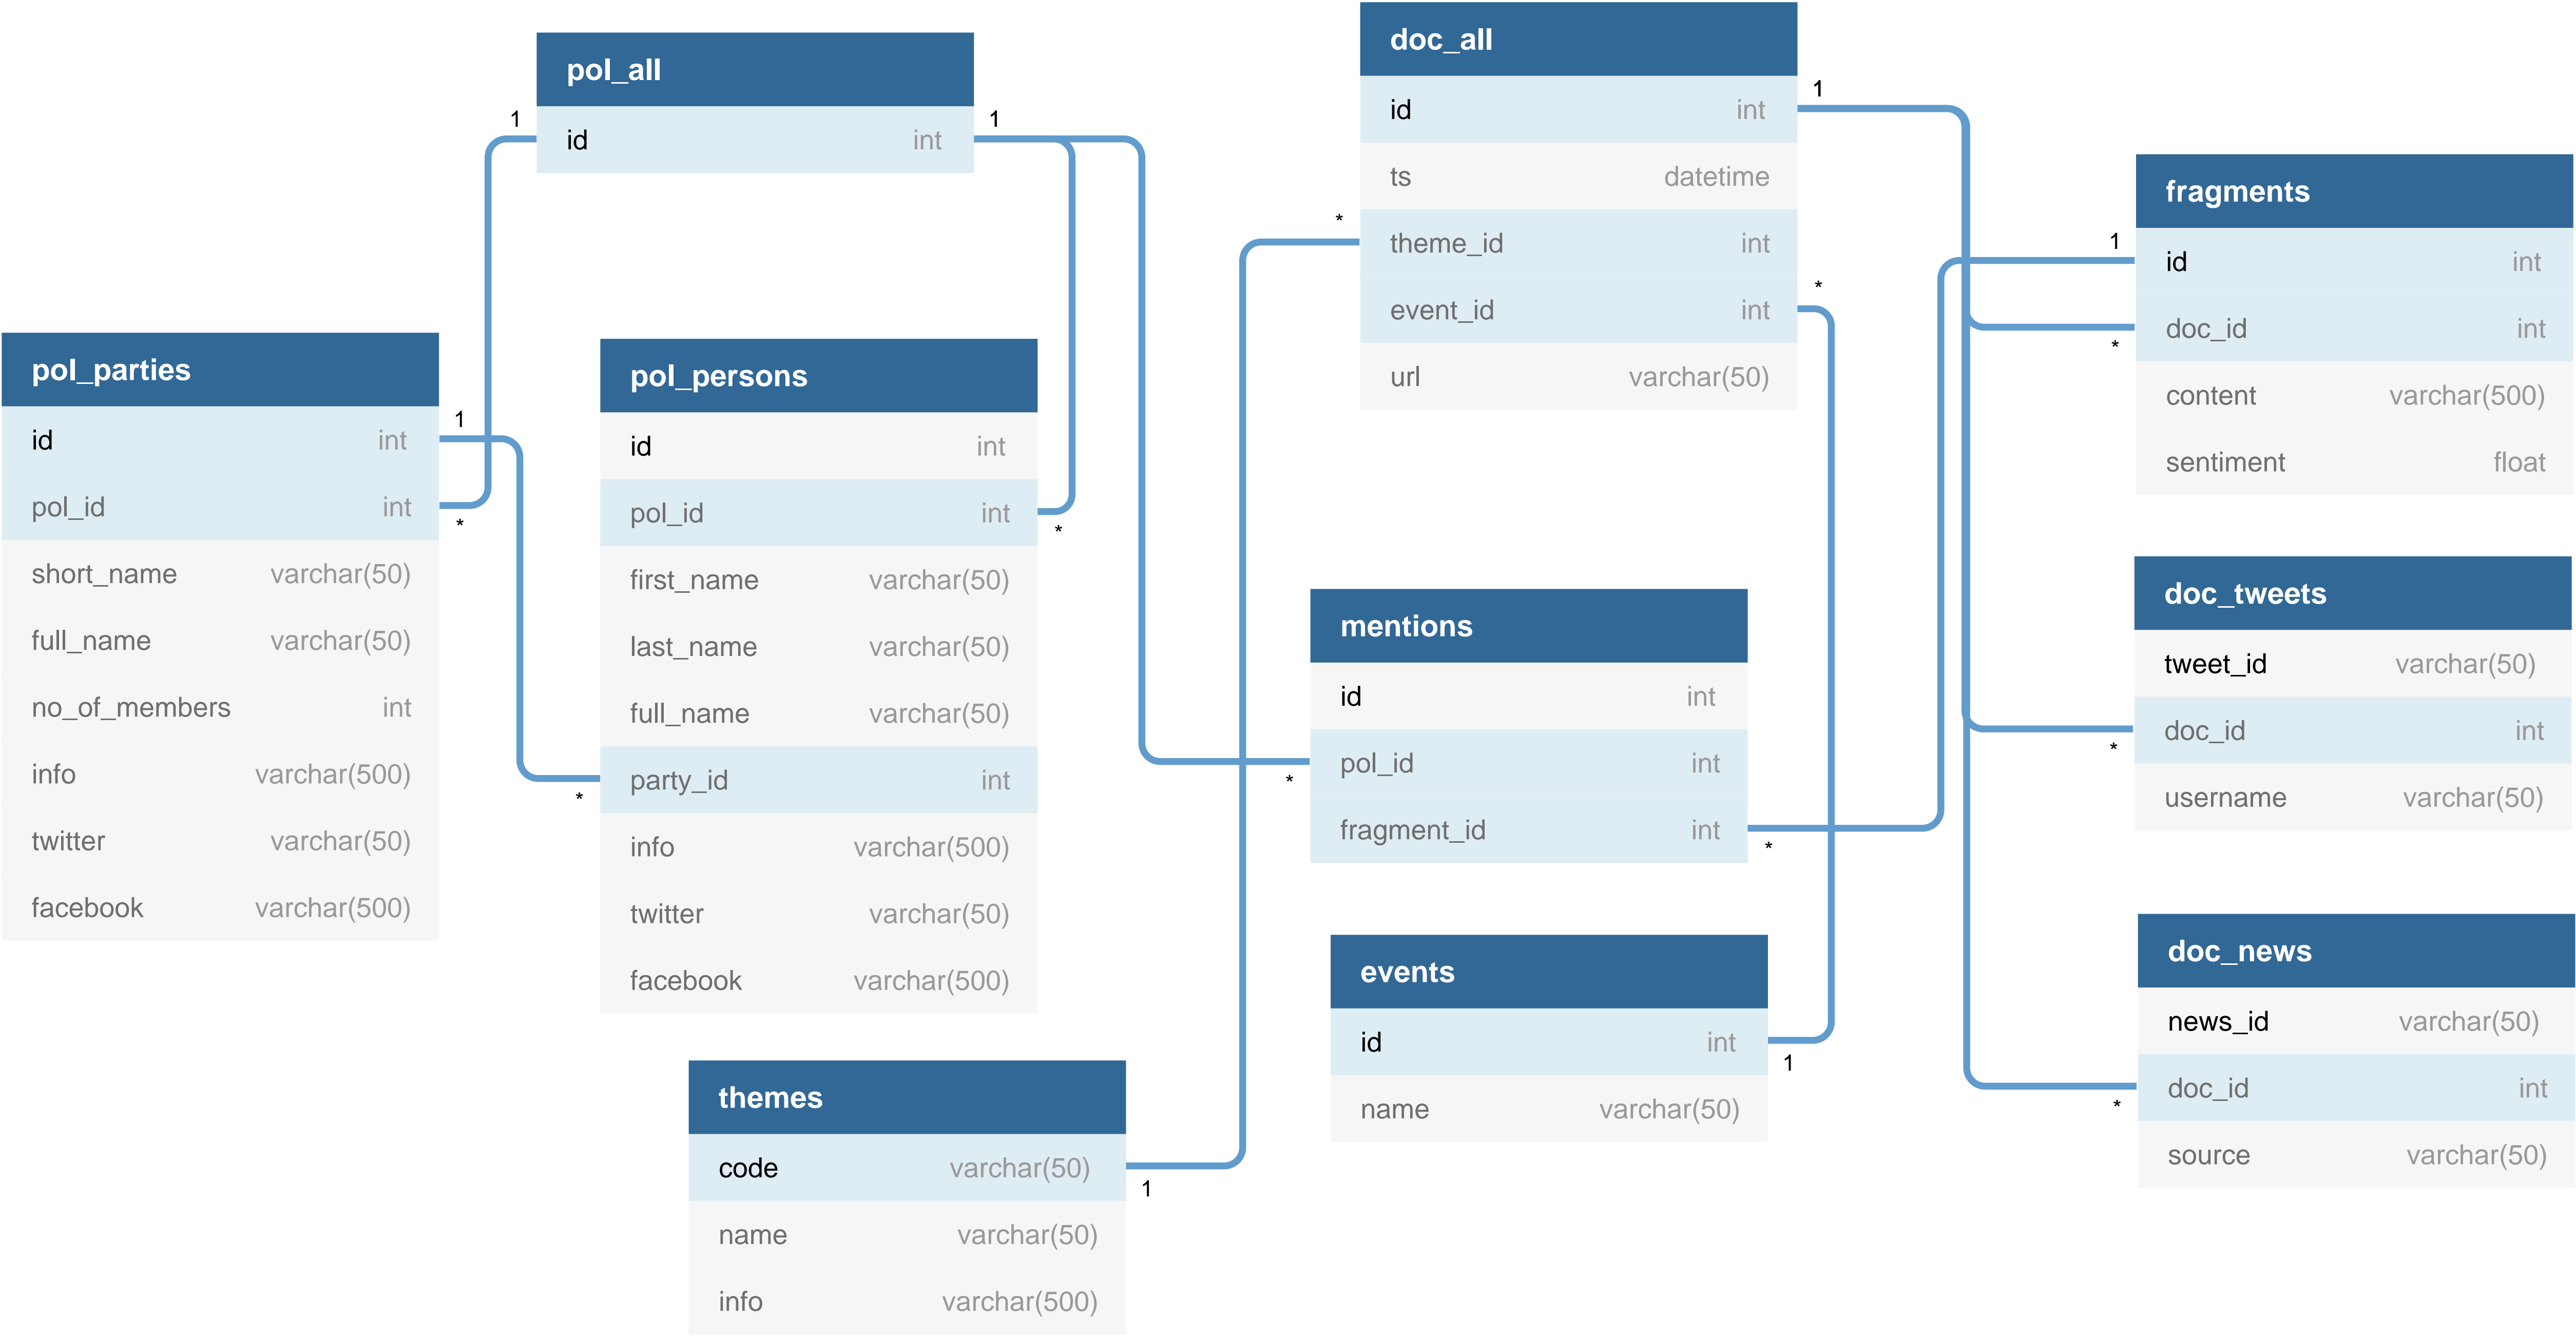 pol_all
id int
1
1
doc_all
id int
ts datetime
theme_id int
event_id int
url varchar(50)
1
*
*
fragments
id int
doc_id int
content varchar(500)
sentiment float
1
*
pol_parties
id int
pol_id int
short_name varchar(50)
full_name varchar(50)
no_of_members int
info varchar(500)
twitter varchar(50)
facebook varchar(500)
1
*
pol_persons
id int
pol_id int
first_name varchar(50)
last_name varchar(50)
full_name varchar(50)
party_id int
info varchar(500)
twitter varchar(50)
facebook varchar(500)
*
*
mentions
id int
pol_id int
fragment_id int
*
*
doc_tweets
tweet_id varchar(50)
doc_id int
username varchar(50)
*
events
id int
name varchar(50)
1
doc_news
news_id varchar(50)
doc_id int
source varchar(50)
*
themes
code varchar(50)
name varchar(50)
info varchar(500)
1